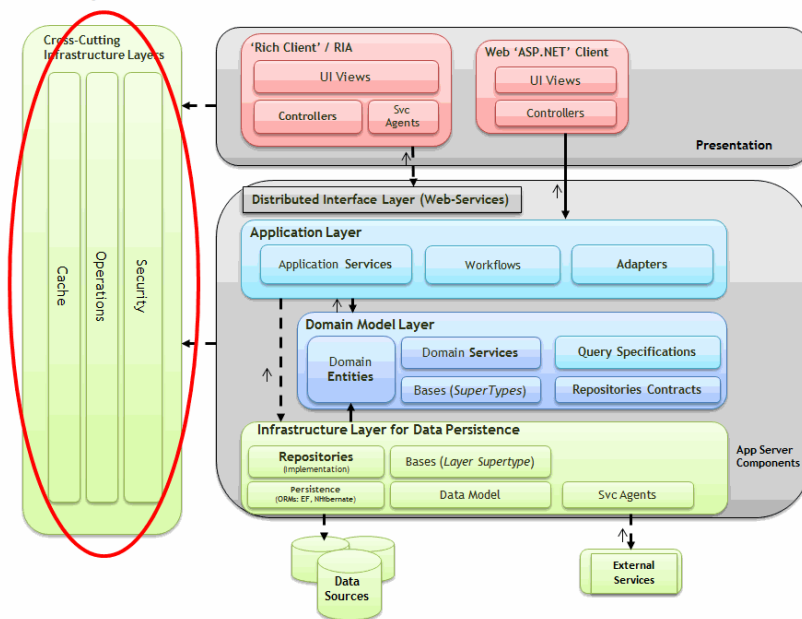 Cross-Cutting
Infrastructure Layers
Cache
Operations
Security
'Rich Client' / RIA
UI Views
Controllers
Svc
Agents
Web 'ASP.NET' Client
UI Views
Controllers
Presentation
Distributed Interface Layer (Web-Services)
Application Layer
Application Services
Workflows
Adapters
Domain Model Layer
Domain
Entities
Domain Services
Query Specifications
Bases (SuperTypes)
Repositories Contracts
Infrastructure Layer for Data Persistence
Repositories
(Implementation)
Bases (Layer Supertype)
Persistence
(ORMs: EF, NHibernate)
Data Model
Svc Agents
App Server
Components
Data
Sources
External
Services